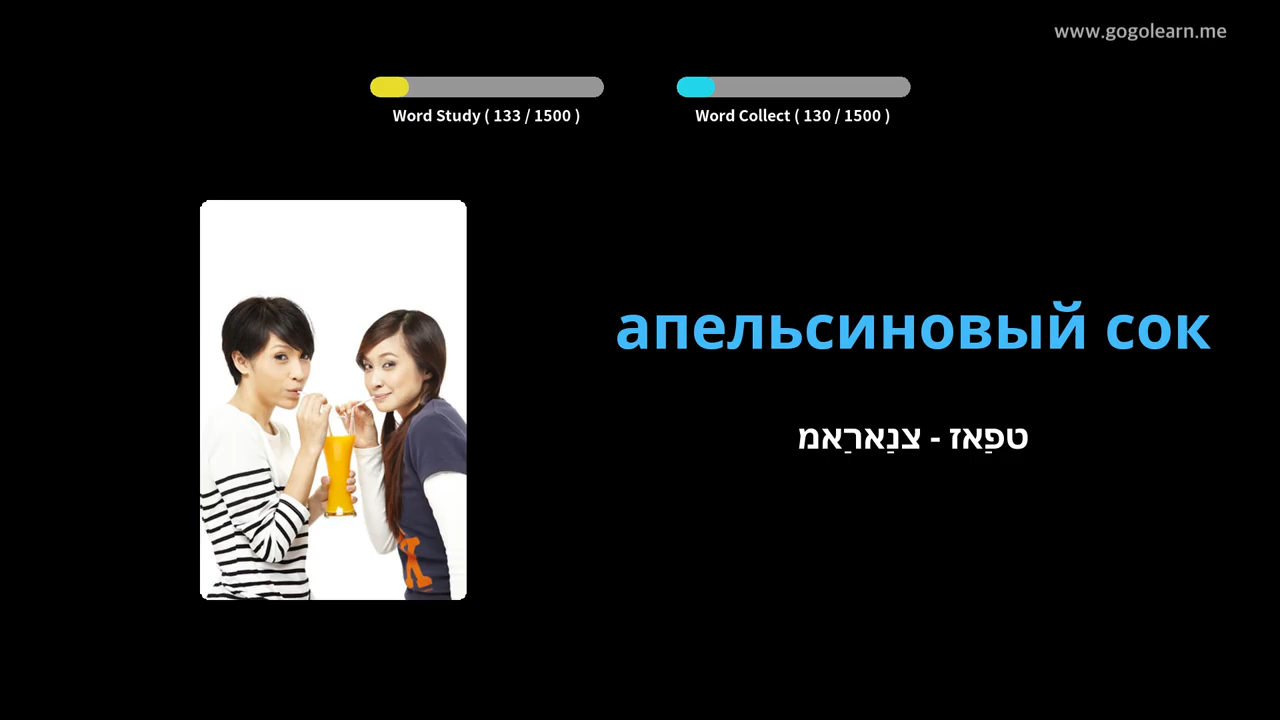 www.gogolearn.me
Word Study ( 133 / 1500 )
Word Collect ( 130 / 1500 )
апельсиновый сок
טפַאז - צנַארַאמ